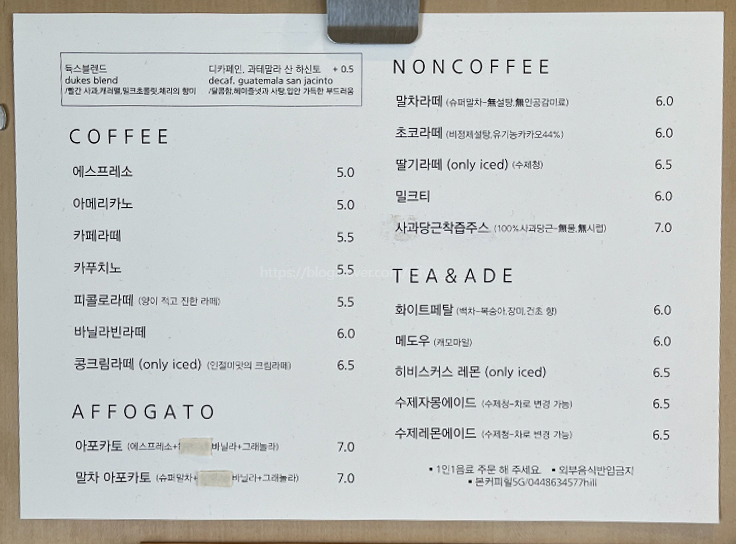 듁스블렌드
dukes blend
/빨간 사과,캐러멜,밀크초콜릿,체리의 향미
디카페인, 과테말라 산 하신토 + 0.5
decaf. guatemala san jacinto
/달콤함,헤이즐넛과 사탕,입안 가득한 부드러움
COFFEE
에스프레소 5.0
아메리카노 5.0
카페라떼 5.5
카푸치노 5.5
피콜로라떼 (양이 적고 진한 라떼) 5.5
바닐라빈라떼 6.0
콩크림라떼 (only iced) (인절미맛의 크림라떼) 6.5
AFFOGATO
아포카토 (에스프레소+ 바닐라+그래놀라) 7.0
말차 아포카토 (슈퍼말차+ 바닐라+그래놀라) 7.0
NONCOFFEE
말차라떼 (슈퍼말차-無설탕,無인공감미료) 6.0
초코라떼 (비정제설탕,유기농카카오44%) 6.0
딸기라떼 (only iced) (수제청) 6.5
밀크티 6.0
사과당근착즙주스 (100%사과당근-無물,無시럽) 7.0
TEA&ADE
화이트페탈 (백차-복숭아,장미,건초 향) 6.0
메도우 (캐모마일) 6.0
히비스커스 레몬 (only iced) 6.5
수제자몽에이드 (수제청-차로 변경 가능) 6.5
수제레몬에이드 (수제청-차로 변경 가능) 6.5
▪ 1인1음료 주문 해 주세요. ▪ 외부음식반입금지
▪ 본커피힐5G/0448634577hill